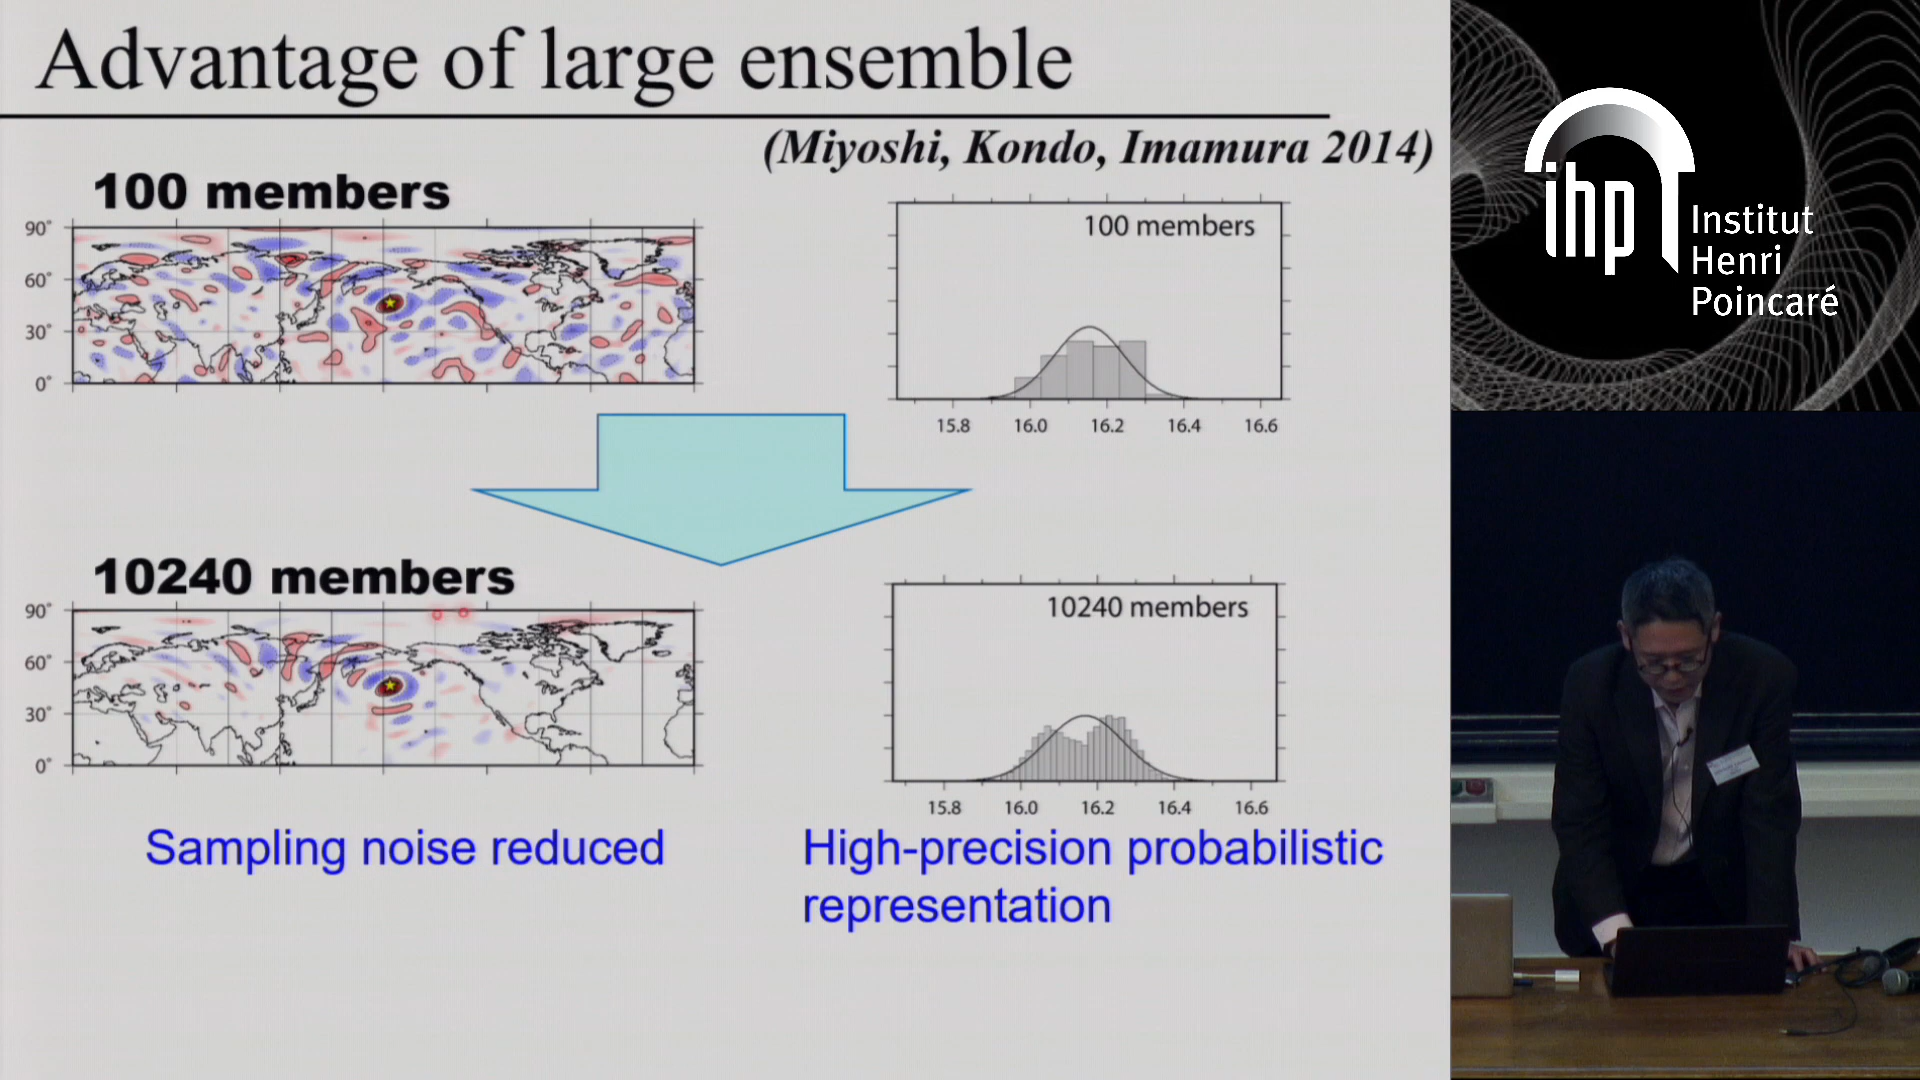 Advantage of large ensemble
(Miyoshi, Kondo, Imamura 2014)
100 members
90°
60°
30°
0°
100 members
15.8 16.0 16.2 16.4 16.6
10240 members
90°
60°
30°
0°
10240 members
15.8 16.0 16.2 16.4 16.6
Sampling noise reduced
High-precision probabilistic
representation
ihp
Institut
Henri
Poincaré